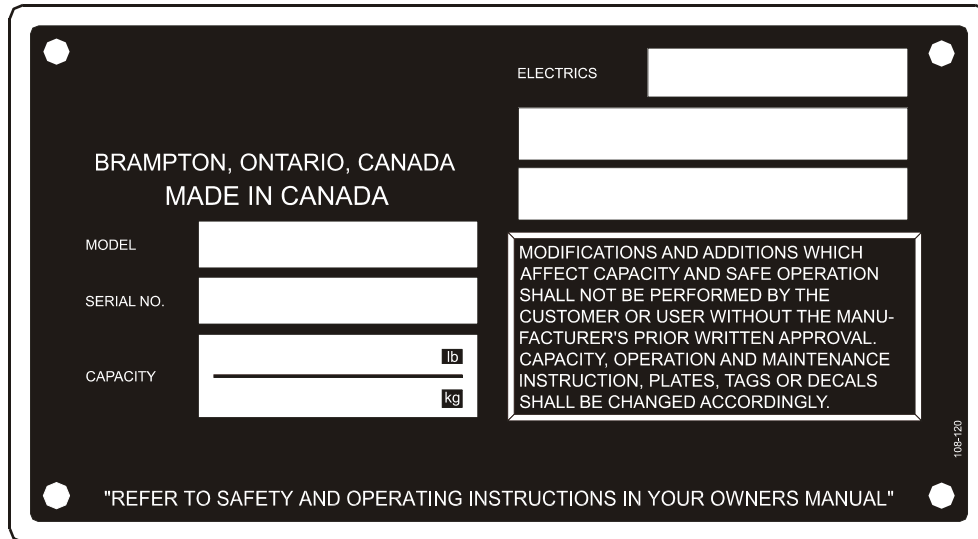 BRAMPTON, ONTARIO, CANADA
MADE IN CANADA
MODEL
SERIAL NO.
CAPACITY
lb
kg
ELECTRICS
MODIFICATIONS AND ADDITIONS WHICH
AFFECT CAPACITY AND SAFE OPERATION
SHALL NOT BE PERFORMED BY THE
CUSTOMER OR USER WITHOUT THE MANU-
FACTURER'S PRIOR WRITTEN APPROVAL.
CAPACITY, OPERATION AND MAINTENANCE
INSTRUCTION, PLATES, TAGS OR DECALS
SHALL BE CHANGED ACCORDINGLY.
108-120
"REFER TO SAFETY AND OPERATING INSTRUCTIONS IN YOUR OWNERS MANUAL"